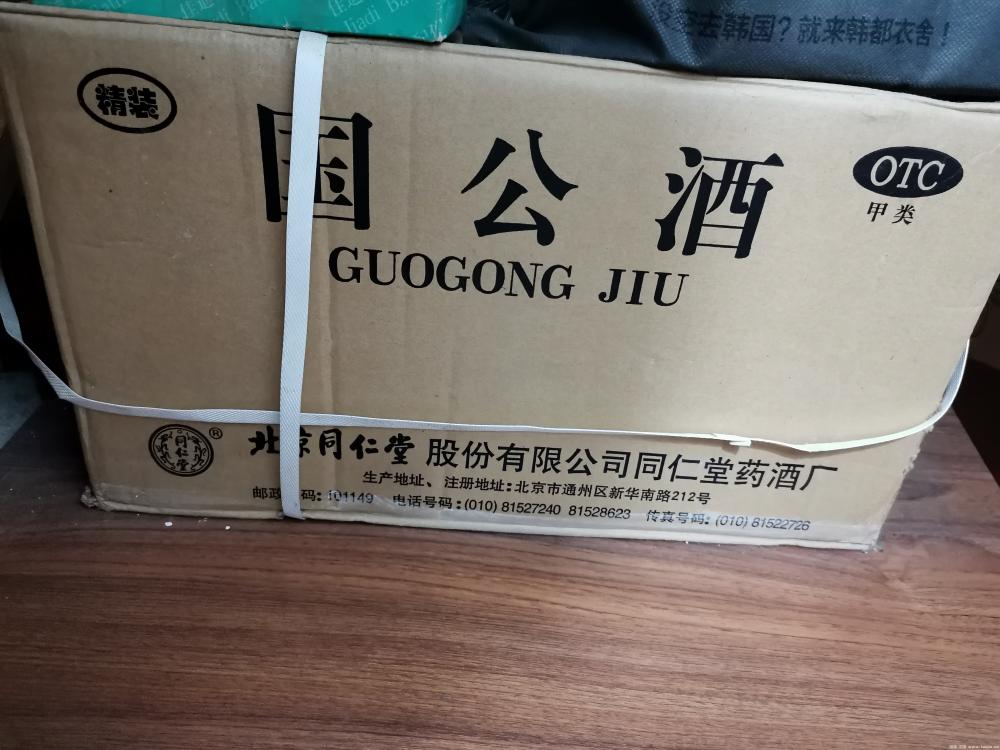 佳迪 Jiadi
去韩国？就来韩都衣舍！
精装
国公酒
OTC
GUOGONG JIU
甲类
同仁堂 ® 北京同仁堂 股份有限公司同仁堂药酒厂
生产地址、注册地址:北京市通州区新华南路212号
邮政 码: 101149 电话号码:(010) 81527240 81528623 传真号码: (010) 81522726